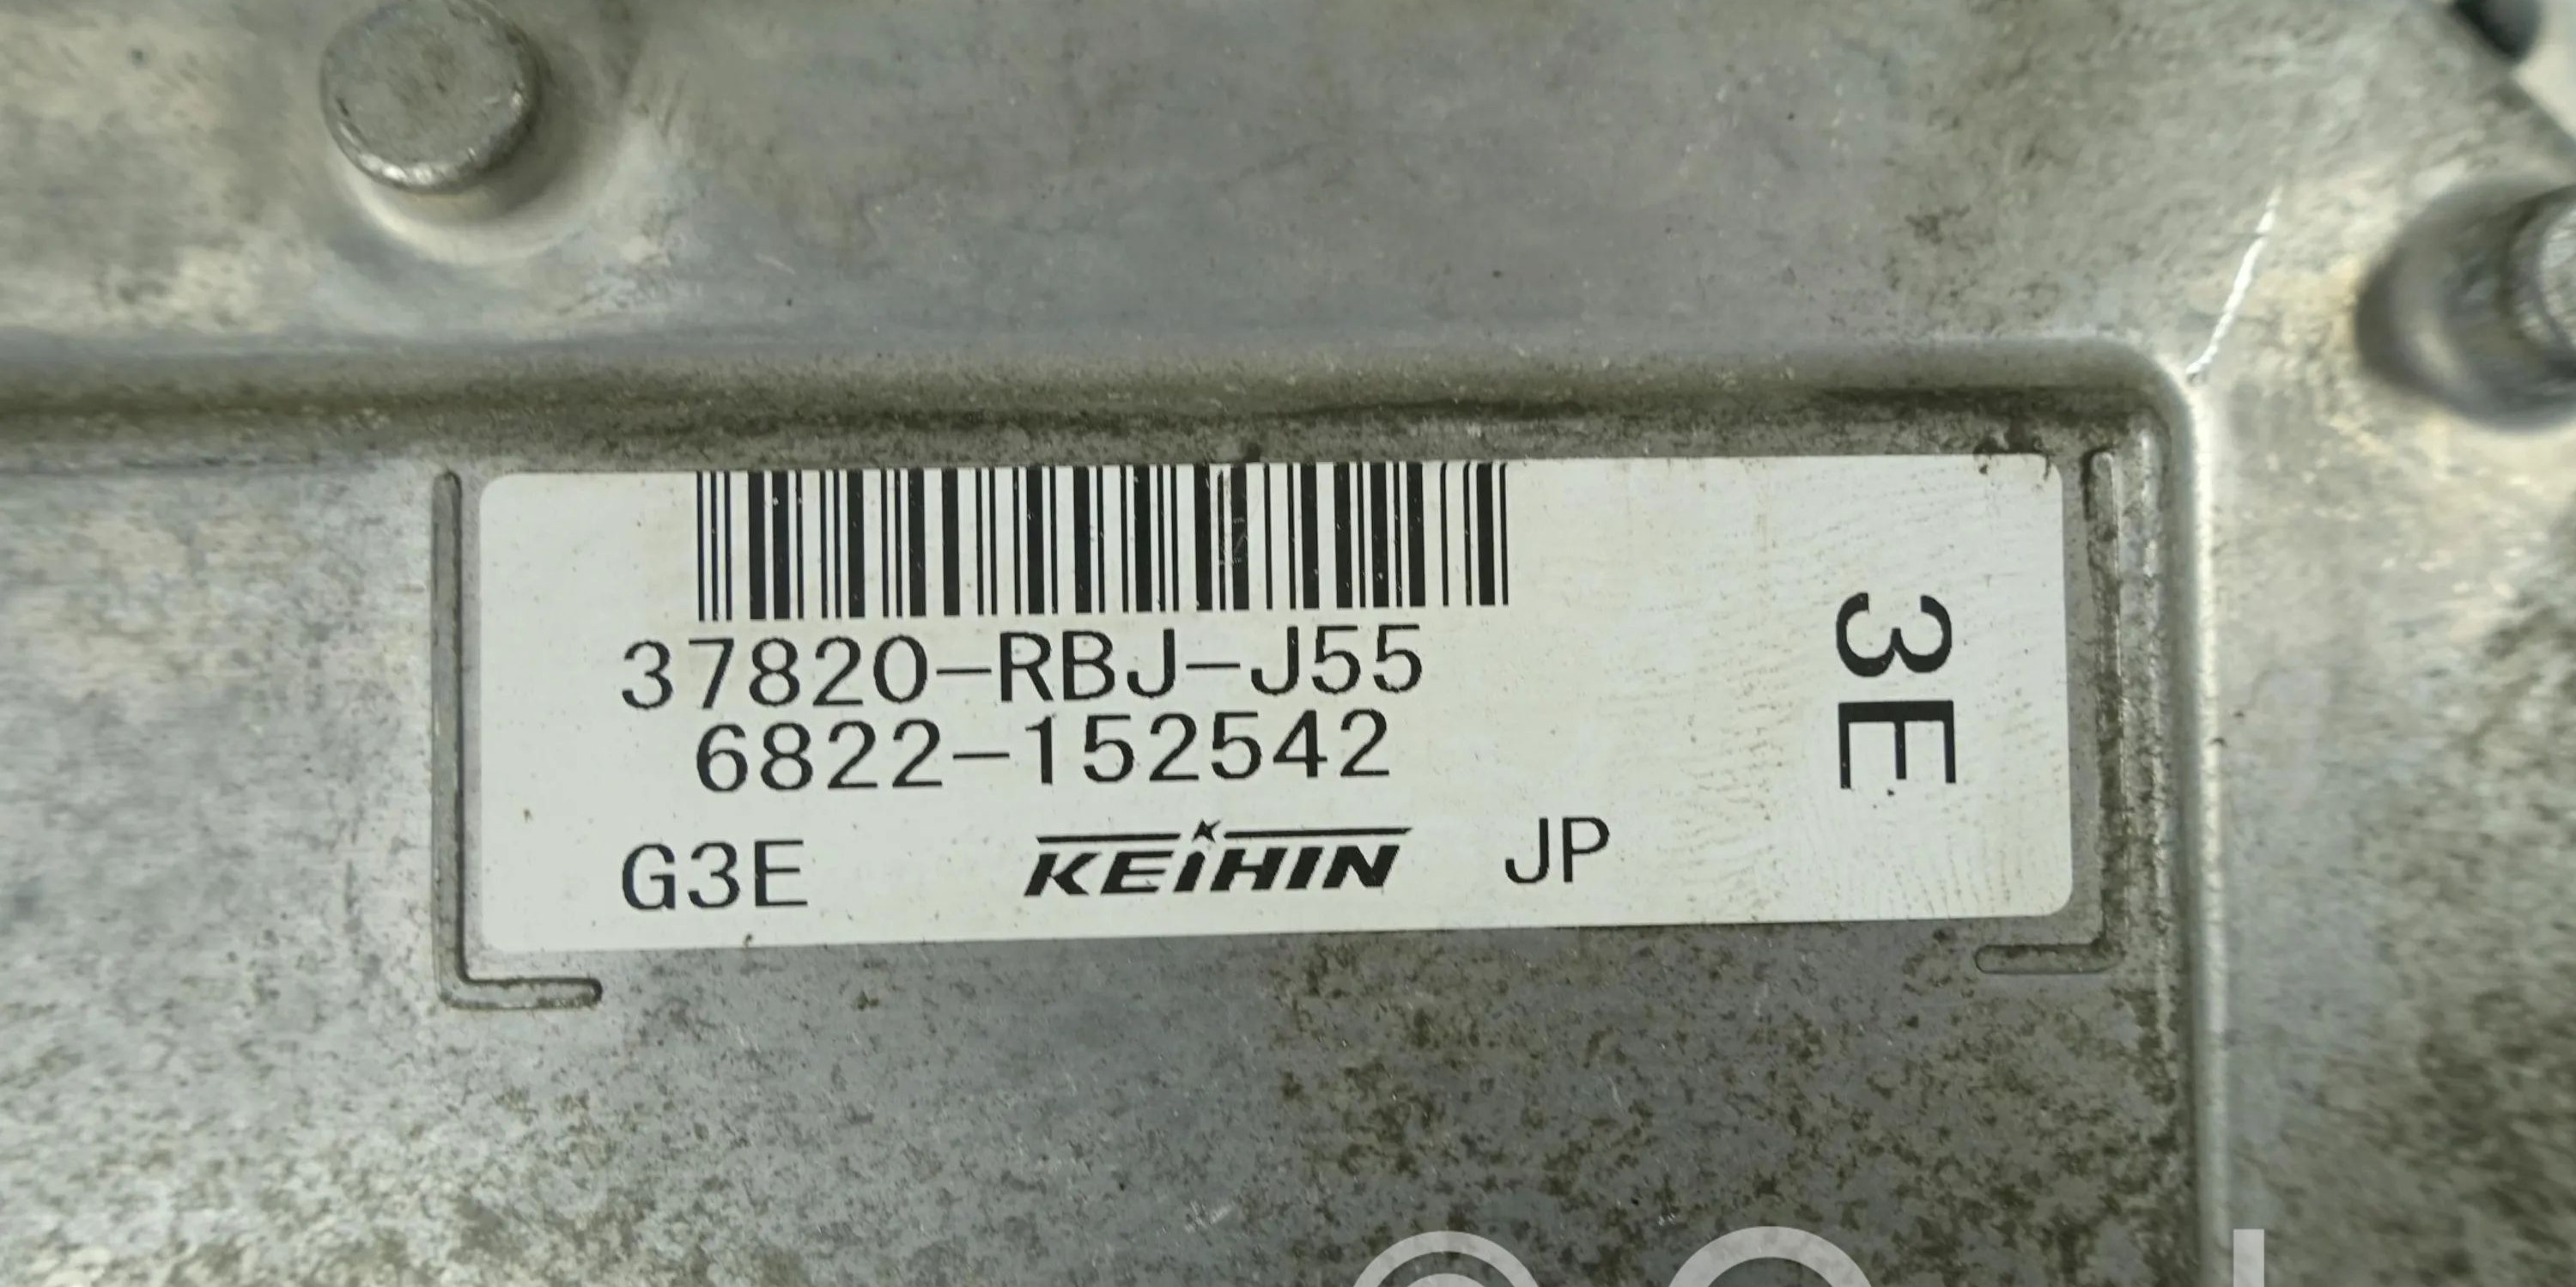 37820-RBJ-J55
6822-152542
G3E KEIHIN JP
3E